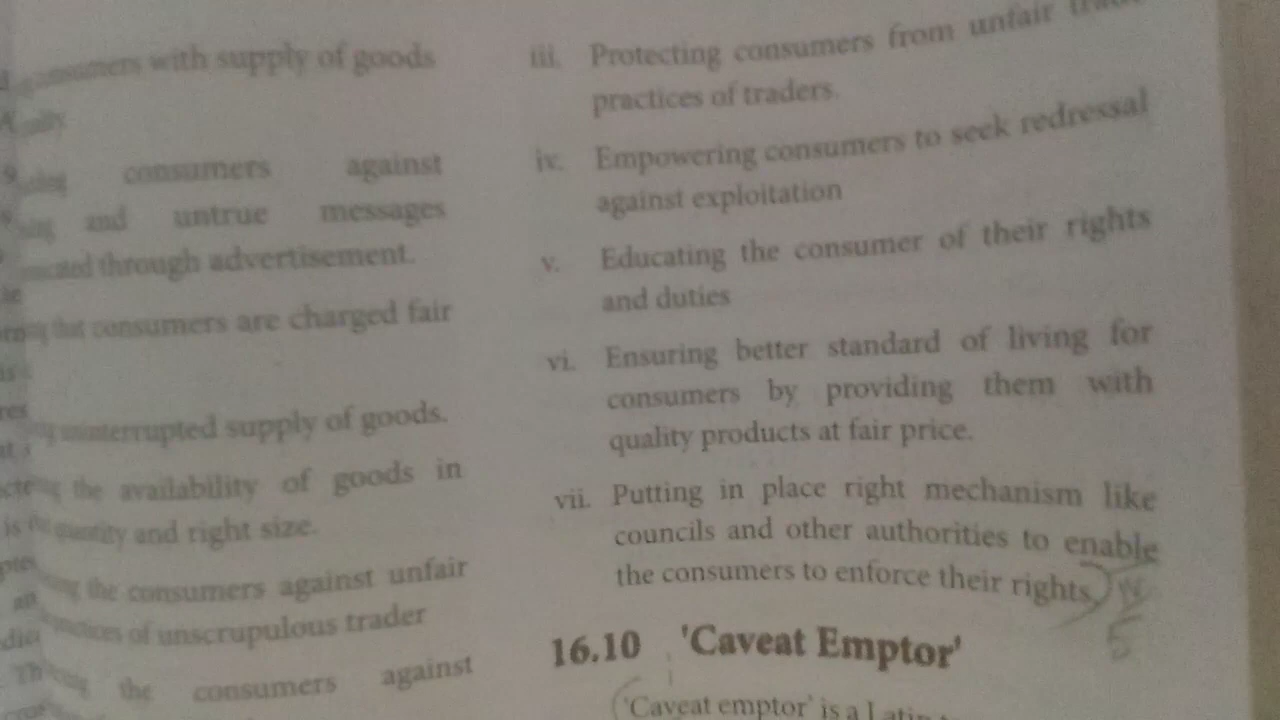 consumers with supply of goods
consumers against
and untrue messages
through advertisement.
that consumers are charged fair
uninterrupted supply of goods.
the availability of goods in
quantity and right size.
the consumers against unfair
of unscrupulous trader
the consumers against
iii. Protecting consumers from unfair
practices of traders.
iv. Empowering consumers to seek redressal
against exploitation
v. Educating the consumer of their rights
and duties
vi. Ensuring better standard of living for
consumers by providing them with
quality products at fair price.
vii. Putting in place right mechanism like
councils and other authorities to enable
the consumers to enforce their rights
16.10 'Caveat Emptor'
'Caveat emptor' is a Latin